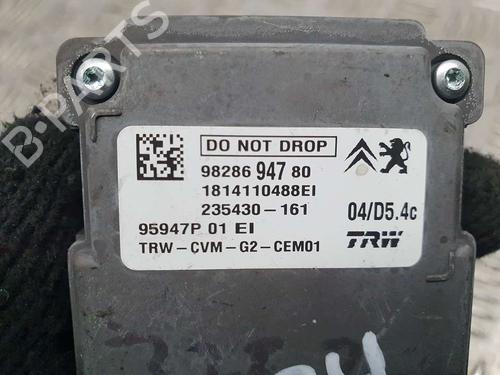 B-PARTS
DO NOT DROP
98286 947 80
1814110488EI
235430-161 04/D5.4c
95947P 01 EI TRW
TRW-CVM-G2-CEM01